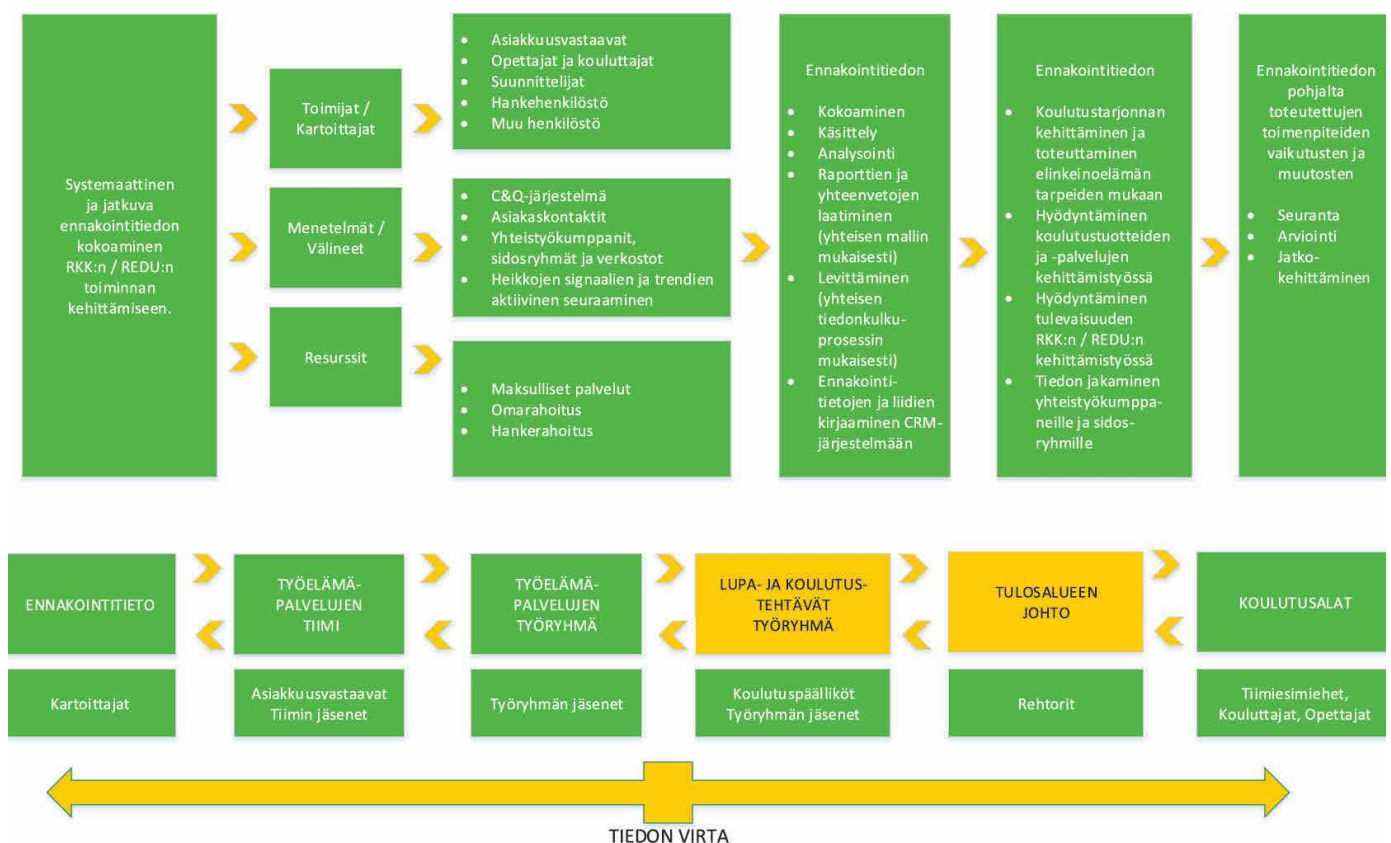 Systemaattinen
ja jatkuva
ennakointitiedon
kokoaminen
RKK:n / REDU:n
toiminnan
kehittämiseen.
Toimijat /
Kartoittajat
Menetelmät /
Välineet
Resurssit
• Asiakkuusvastaavat
• Opettajat ja kouluttajat
• Suunnittelijat
• Hankehenkilöstö
• Muu henkilöstö
• C&Q-järjestelmä
• Asiakaskontaktit
• Yhteistyökumppanit,
sidosryhmät ja verkostot
• Heikkojen signaalien ja trendien
aktiivinen seuraaminen
• Maksulliset palvelut
• Omarahoitus
• Hankerahoitus
Ennakointitiedon
• Kokoaminen
• Käsittely
• Analysointi
• Raporttien ja
yhteenvetojen
laatiminen
(yhteisen mallin
mukaisesti)
• Levittäminen
(yhteisen
tiedonkulku-
prosessin
mukaisesti)
• Ennakointi-
tietojen ja liidien
kirjaaminen CRM-
järjestelmään
Ennakointitiedon
• Koulutustarjonnan
kehittäminen ja
toteuttaminen
elinkeinoelämän
tarpeiden mukaan
• Hyödyntäminen
koulutustuotteiden
ja -palvelujen
kehittämistyössä
• Hyödyntäminen
tulevaisuuden
RKK:n / REDU:n
kehittämistyössä
• Tiedon jakaminen
yhteistyökumppa-
neille ja sidos-
ryhmille
Ennakointitiedon
pohjalta
toteutettujen
toimenpiteiden
vaikutusten ja
muutosten
• Seuranta
• Arviointi
• Jatko-
kehittäminen
ENNAKOINTITIETO
TYÖELÄMÄ-
PALVELUJEN
TIIMI
TYÖELÄMÄ-
PALVELUJEN
TYÖRYHMÄ
LUPA- JA KOULUTUS-
TEHTÄVÄT
TYÖRYHMÄ
TULOSALUEEN
JOHTO
KOULUTUSALAT
Kartoittajat
Asiakkuusvastaavat
Tiimin jäsenet
Työryhmän jäsenet
Koulutuspäälliköt
Työryhmän jäsenet
Rehtorit
Tiimiesimiehet,
Kouluttajat, Opettajat
TIEDON VIRTA